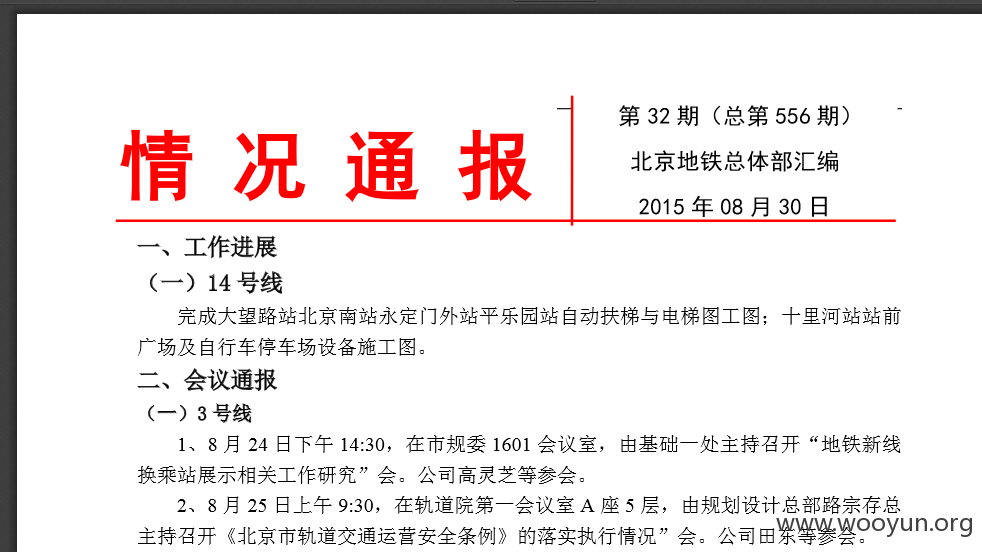 情况通报
第 32 期（总第 556 期）
北京地铁总体部汇编
2015 年 08 月 30 日
一、工作进展
（一）14 号线
完成大望路站北京南站永定门外站平乐园站自动扶梯与电梯图工图；十里河站站前
广场及自行车停车场设备施工图。
二、会议通报
（一）3 号线
1、8 月 24 日下午 14:30，在市规委 1601 会议室，由基础一处主持召开“地铁新线
换乘站展示相关工作研究”会。公司高灵芝等参会。
2、8 月 25 日上午 9:30，在轨道院第一会议室 A 座 5 层，由规划设计总部路宗存总
主持召开《北京市轨道交通运营安全条例》的落实执行情况”会。公司田东等参会。
www.wooyun.org